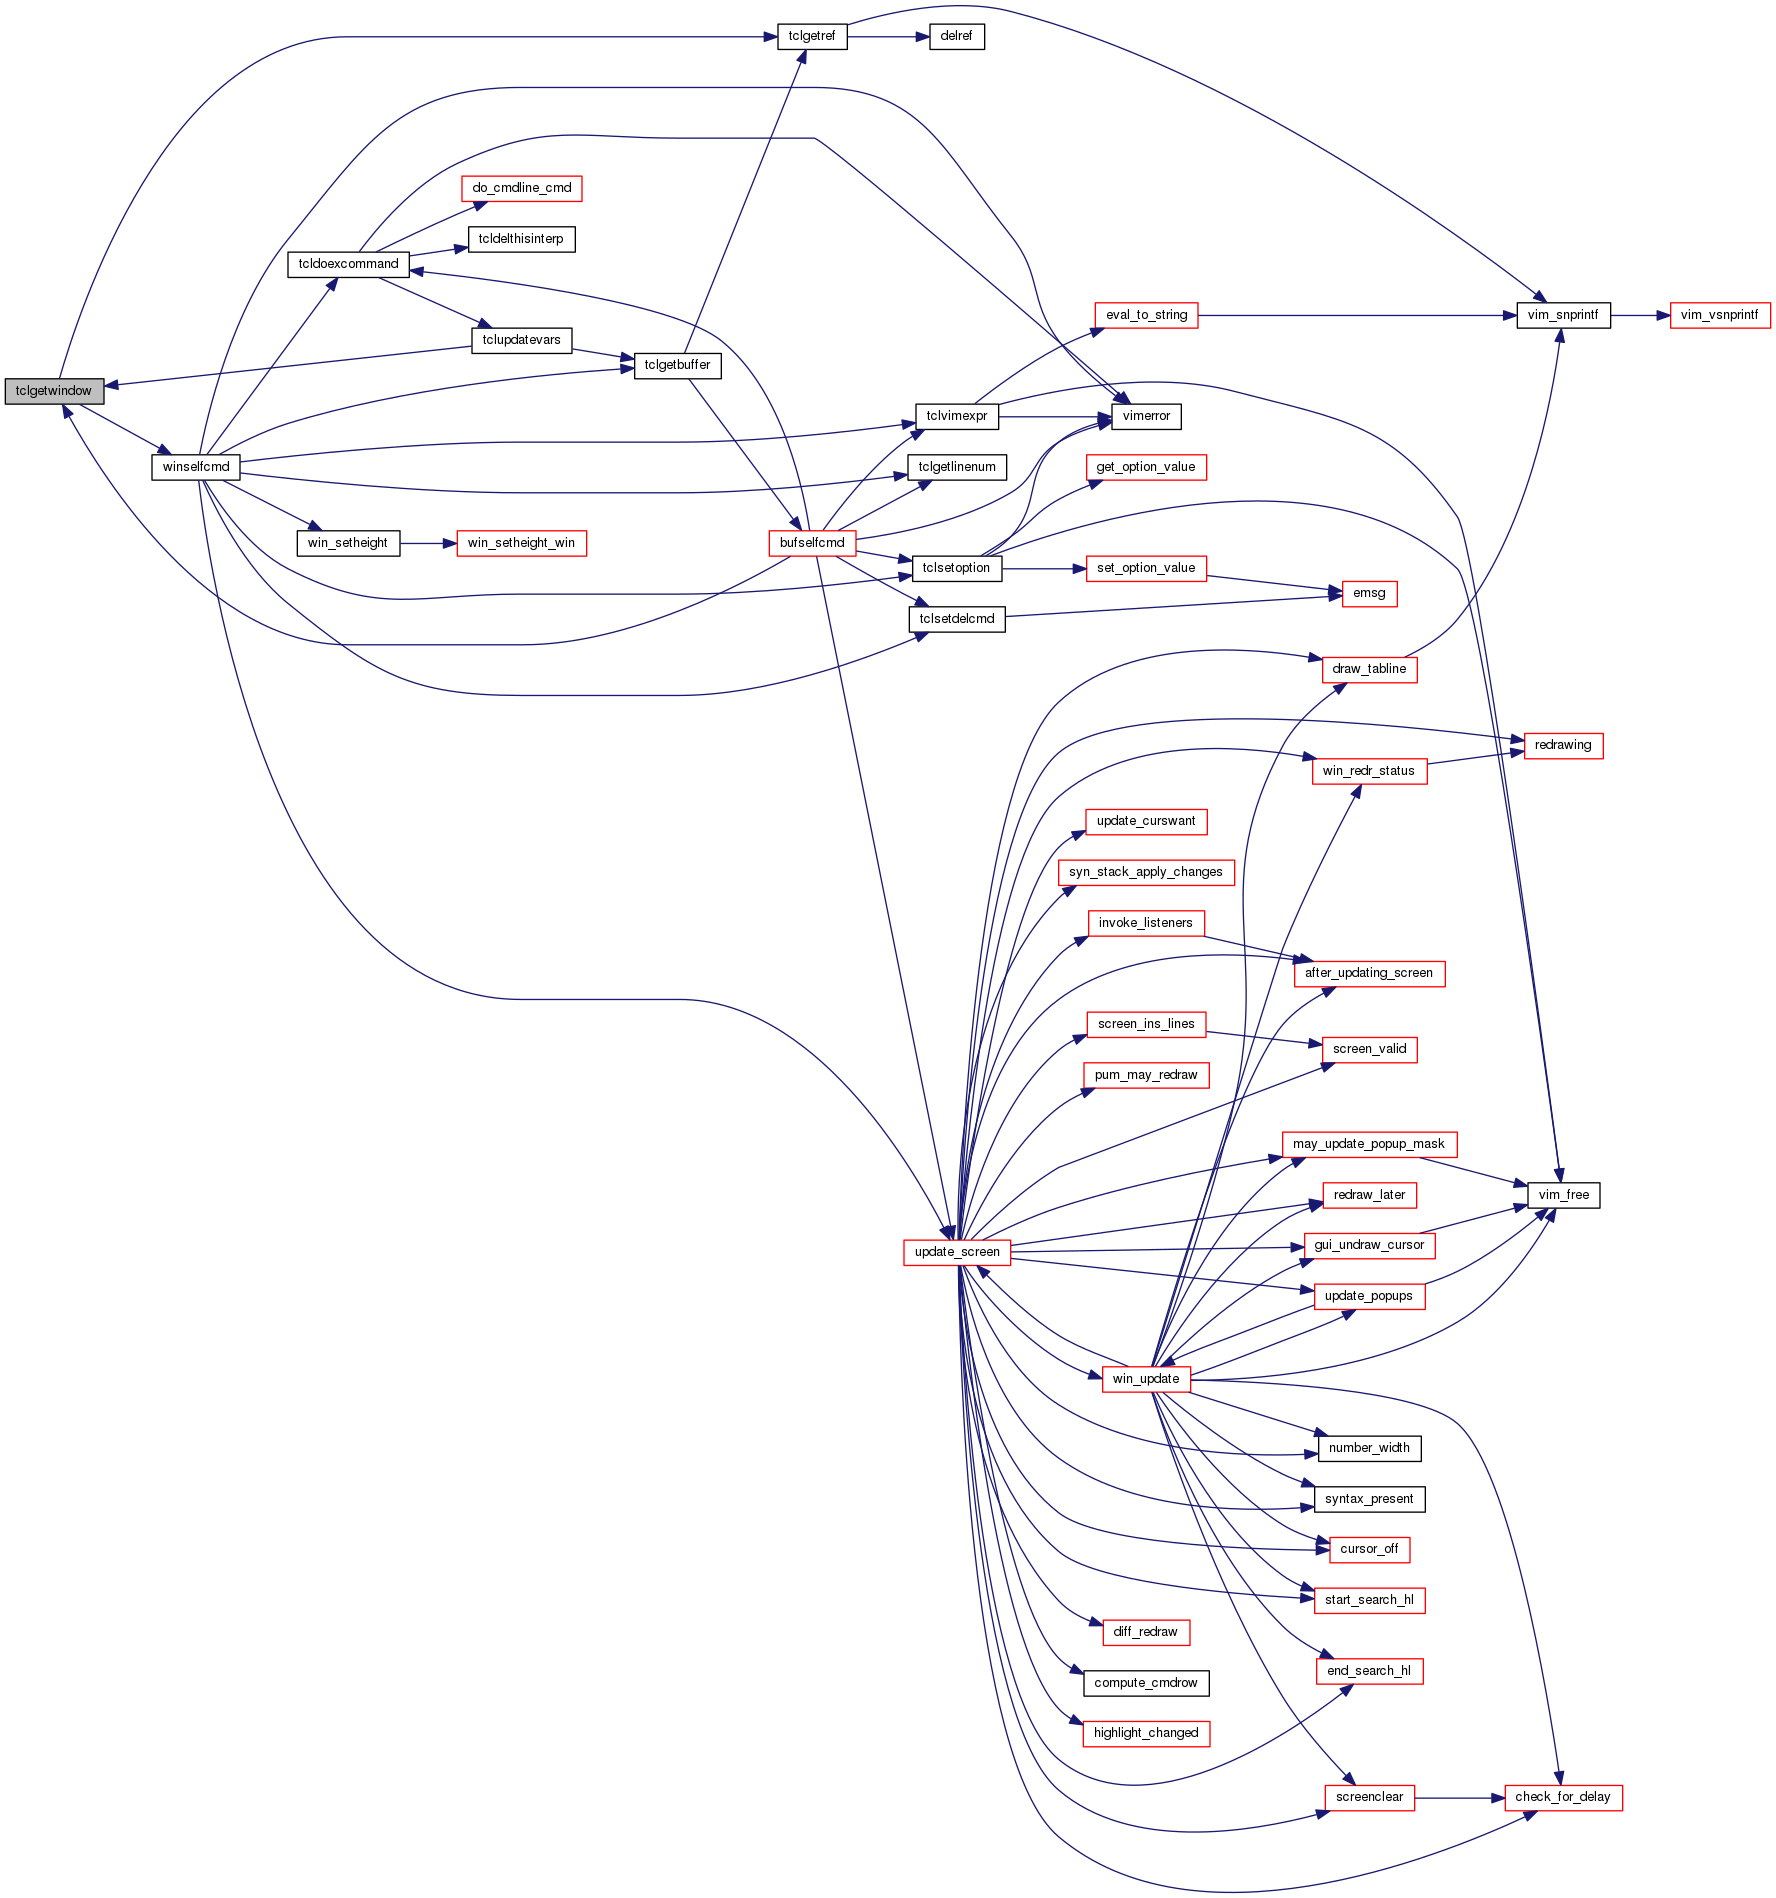 tclgetref
delref
do_cmdline_cmd
tcldelthisinterp
tcldoexcommand
eval_to_string
vim_snprintf
vim_vsnprintf
tclupdatevars
tclgetbuffer
tclgetwindow
tclvimexpr
vimerror
winselfcmd
tclgetlinenum
get_option_value
win_setheight
win_setheight_win
bufselfcmd
tclsetoption
set_option_value
emsg
tclsetdelcmd
draw_tabline
redrawing
win_redr_status
update_curswant
syn_stack_apply_changes
invoke_listeners
after_updating_screen
screen_ins_lines
screen_valid
pum_may_redraw
may_update_popup_mask
redraw_later
vim_free
update_screen
gui_undraw_cursor
update_popups
win_update
number_width
syntax_present
cursor_off
start_search_hl
diff_redraw
end_search_hl
compute_cmdrow
highlight_changed
screenclear
check_for_delay